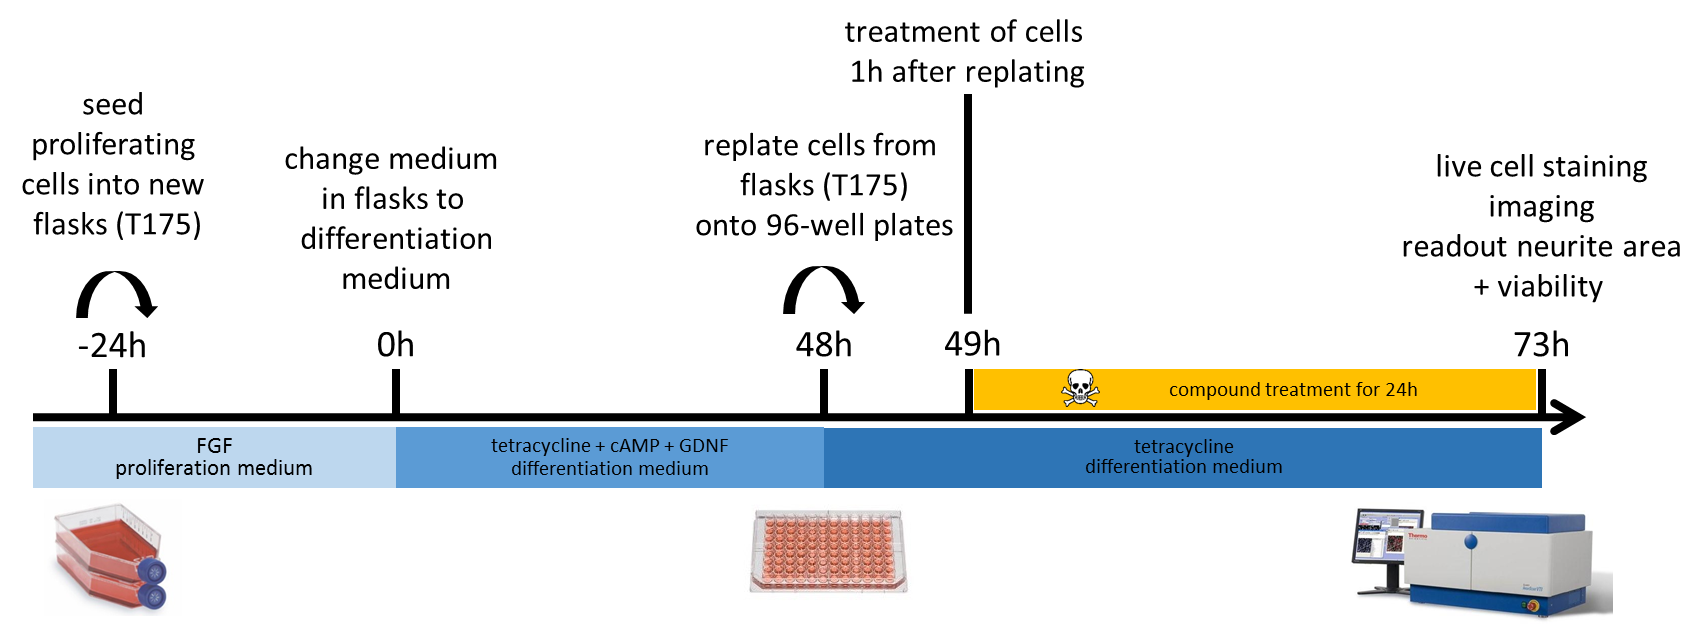 treatment of cells
1h after replating
seed
proliferating
cells into new
flasks (T175)
change medium
in flasks to
differentiation
medium
replate cells from
flasks (T175)
onto 96-well plates
live cell staining
imaging
readout neurite area
+ viability
-24h
0h
48h
49h
73h
compound treatment for 24h
FGF
proliferation medium
tetracycline + cAMP + GDNF
differentiation medium
tetracycline
differentiation medium
Thermo